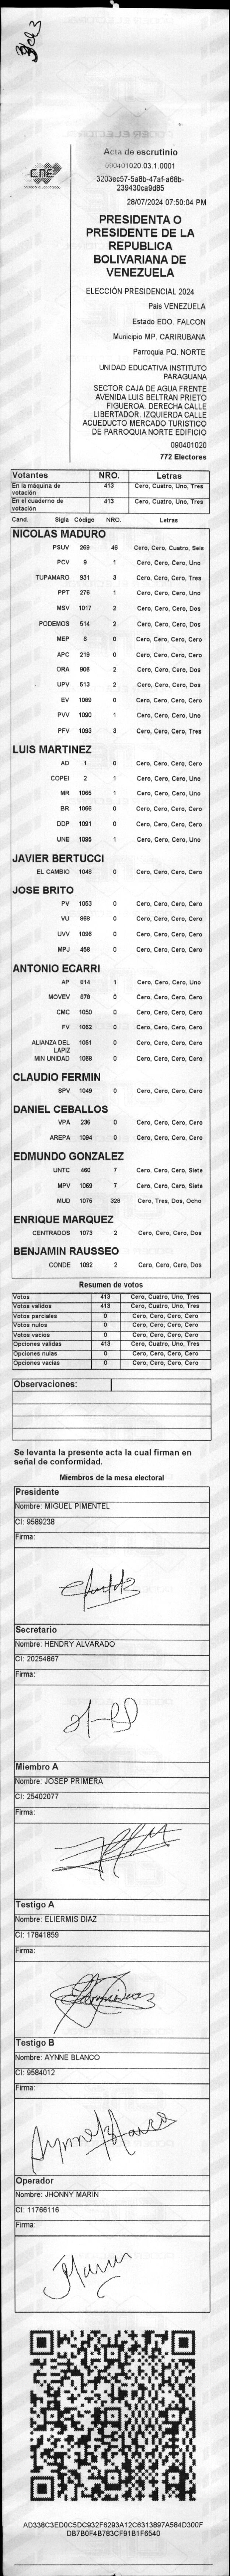 Acta de escrutinio
090401020.03.1.0001
3203ec57-5a8b-47af-a68b-
239430ca9d85
28/07/2024 07:50:04 PM
CNE
PRESIDENTA O
PRESIDENTE DE LA
REPUBLICA
BOLIVARIANA DE
VENEZUELA
ELECCIÓN PRESIDENCIAL 2024
País VENEZUELA
Estado EDO. FALCON
Municipio MP. CARIRUBANA
Parroquia PQ. NORTE
UNIDAD EDUCATIVA INSTITUTO
PARAGUANA
SECTOR CAJA DE AGUA FRENTE
AVENIDA LUIS BELTRAN PRIETO
FIGUEROA. DERECHA CALLE
LIBERTADOR. IZQUIERDA CALLE
ACUEDUCTO MERCADO TURISTICO
DE PARROQUIA NORTE EDIFICIO
090401020
772 Electores
Votantes NRO. Letras
En la máquina de votación 413 Cero, Cuatro, Uno, Tres
En el cuaderno de votación 413 Cero, Cuatro, Uno, Tres
Cand. Sigla Código NRO. Letras
NICOLAS MADURO
PSUV 269 46 Cero, Cero, Cuatro, Seis
PCV 9 1 Cero, Cero, Cero, Uno
TUPAMARO 931 3 Cero, Cero, Cero, Tres
PPT 276 1 Cero, Cero, Cero, Uno
MSV 1017 2 Cero, Cero, Cero, Dos
PODEMOS 514 2 Cero, Cero, Cero, Dos
MEP 6 0 Cero, Cero, Cero, Cero
APC 219 0 Cero, Cero, Cero, Cero
ORA 906 2 Cero, Cero, Cero, Dos
UPV 513 2 Cero, Cero, Cero, Dos
EV 1089 0 Cero, Cero, Cero, Cero
PVV 1090 1 Cero, Cero, Cero, Uno
PFV 1093 3 Cero, Cero, Cero, Tres
LUIS MARTINEZ
AD 1 0 Cero, Cero, Cero, Cero
COPEI 2 1 Cero, Cero, Cero, Uno
MR 1065 1 Cero, Cero, Cero, Uno
BR 1066 0 Cero, Cero, Cero, Cero
DDP 1091 0 Cero, Cero, Cero, Cero
UNE 1095 1 Cero, Cero, Cero, Uno
JAVIER BERTUCCI
EL CAMBIO 1048 0 Cero, Cero, Cero, Cero
JOSE BRITO
PV 1053 0 Cero, Cero, Cero, Cero
VU 868 0 Cero, Cero, Cero, Cero
UVV 1096 0 Cero, Cero, Cero, Cero
MPJ 458 0 Cero, Cero, Cero, Cero
ANTONIO ECARRI
AP 814 1 Cero, Cero, Cero, Uno
MOVEV 878 0 Cero, Cero, Cero, Cero
CMC 1050 0 Cero, Cero, Cero, Cero
FV 1062 0 Cero, Cero, Cero, Cero
ALIANZA DEL LAPIZ 1051 0 Cero, Cero, Cero, Cero
MIN UNIDAD 1068 0 Cero, Cero, Cero, Cero
CLAUDIO FERMIN
SPV 1049 0 Cero, Cero, Cero, Cero
DANIEL CEBALLOS
VPA 236 0 Cero, Cero, Cero, Cero
AREPA 1094 0 Cero, Cero, Cero, Cero
EDMUNDO GONZALEZ
UNTC 460 7 Cero, Cero, Cero, Siete
MPV 1069 7 Cero, Cero, Cero, Siete
MUD 1075 328 Cero, Tres, Dos, Ocho
ENRIQUE MARQUEZ
CENTRADOS 1073 2 Cero, Cero, Cero, Dos
BENJAMIN RAUSSEO
CONDE 1092 2 Cero, Cero, Cero, Dos
Resumen de votos
Votos 413 Cero, Cuatro, Uno, Tres
Votos validos 413 Cero, Cuatro, Uno, Tres
Votos parciales 0 Cero, Cero, Cero, Cero
Votos nulos 0 Cero, Cero, Cero, Cero
Votos vacios 0 Cero, Cero, Cero, Cero
Opciones validas 413 Cero, Cuatro, Uno, Tres
Opciones nulas 0 Cero, Cero, Cero, Cero
Opciones vacias 0 Cero, Cero, Cero, Cero
Observaciones:
Se levanta la presente acta la cual firman en
señal de conformidad.
Miembros de la mesa electoral
Presidente
Nombre: MIGUEL PIMENTEL
CI: 9589238
Firma:
Secretario
Nombre: HENDRY ALVARADO
CI: 20254867
Firma:
Miembro A
Nombre: JOSEP PRIMERA
CI: 25402077
Firma:
Testigo A
Nombre: ELIERMIS DIAZ
CI: 17841859
Firma:
Testigo B
Nombre: AYNNE BLANCO
CI: 9584012
Firma:
Aynne Blanco
Operador
Nombre: JHONNY MARIN
CI: 11766116
Firma:
JMarin
AD338C3ED0C5DC932F6293A12C6313897A584D300F
DB7B0F4B783CF91B1F6540